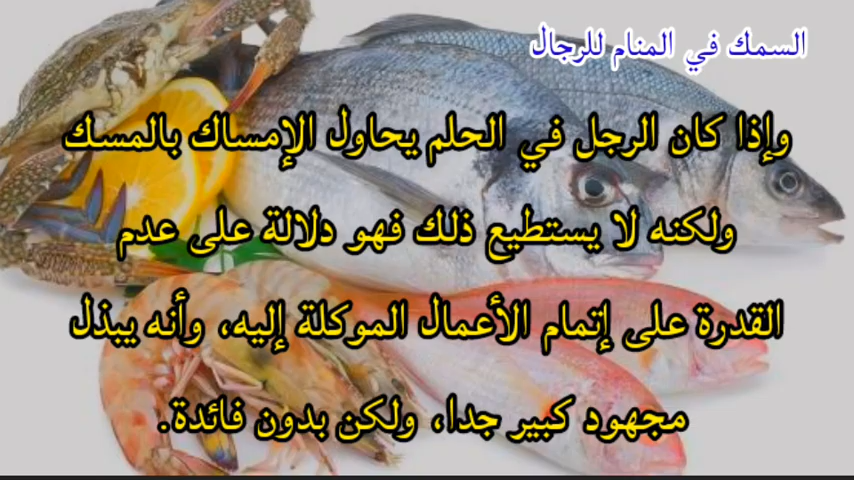 السمك في المنام للرجال
وإذا كان الرجل في الحلم يحاول الإمساك بالمسك
ولكنه لا يستطيع ذلك فهو دلالة على عدم
القدرة على إتمام الأعمال الموكلة إليه، وأنه يبذل
مجهود كبير جدا، ولكن بدون فائدة.